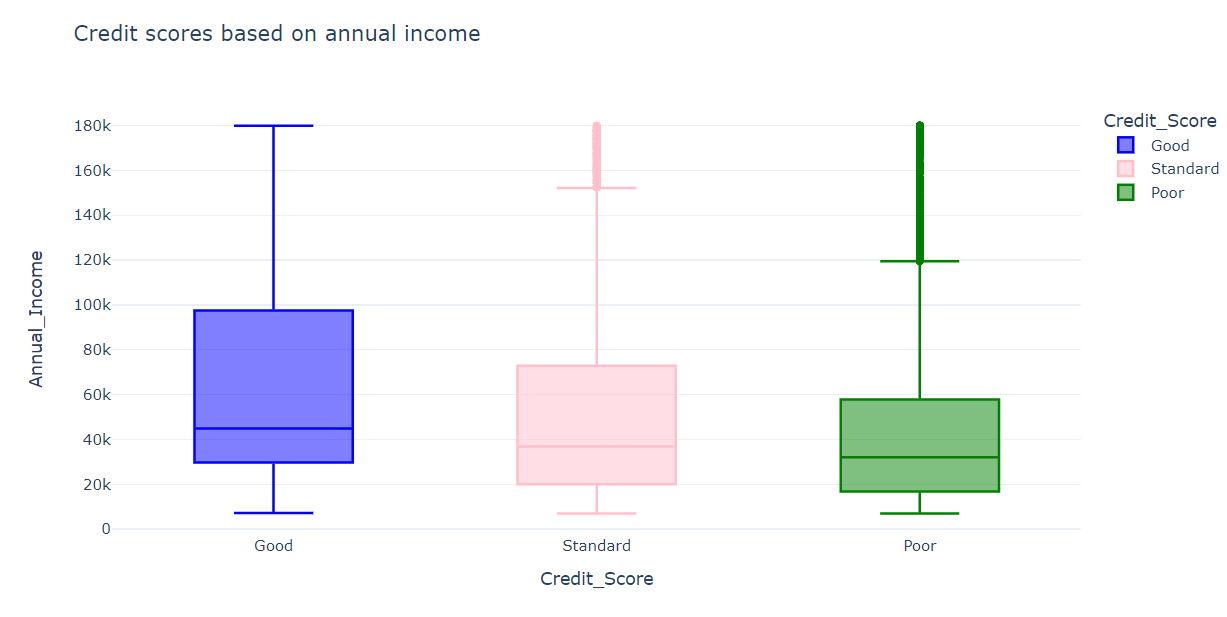 Credit scores based on annual income
Annual_Income
180k
160k
140k
120k
100k
80k
60k
40k
20k
0
Good
Standard
Poor
Credit_Score
Credit_Score
Good
Standard
Poor